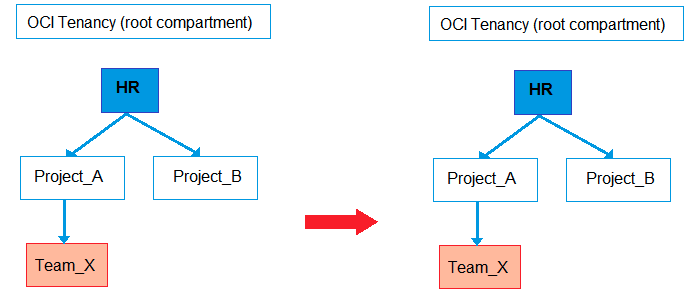 OCI Tenancy (root compartment)
HR
Project_A
Project_B
Team_X
OCI Tenancy (root compartment)
HR
Project_A
Project_B
Team_X